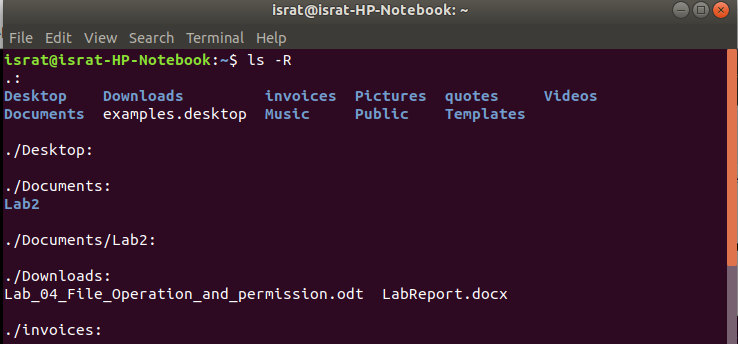 israt@israt-HP-Notebook: ~
File Edit View Search Terminal Help
israt@israt-HP-Notebook:~$ ls -R
.:
Desktop Downloads invoices Pictures quotes Videos
Documents examples.desktop Music Public Templates
./Desktop:
./Documents:
Lab2
./Documents/Lab2:
./Downloads:
Lab_04_File_Operation_and_permission.odt LabReport.docx
./invoices: